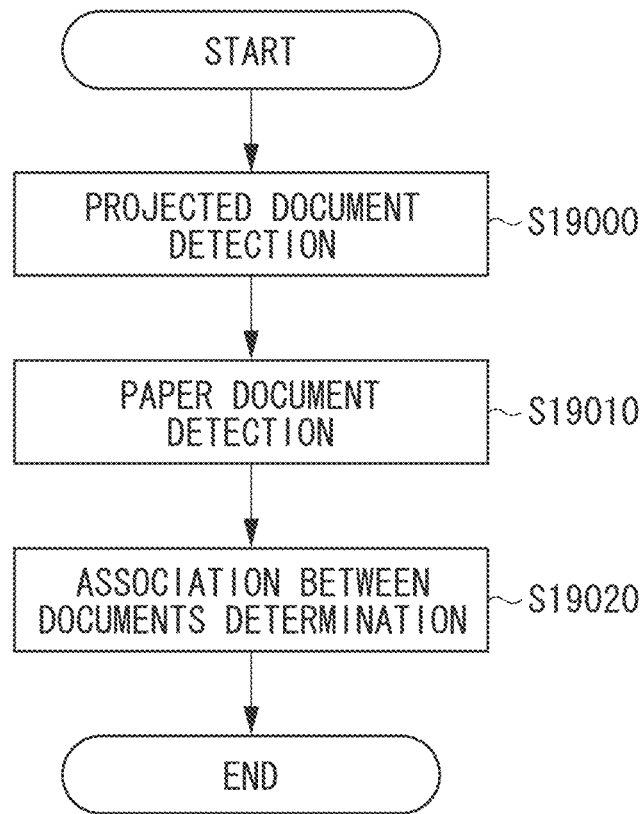 START
PROJECTED DOCUMENT
DETECTION
S19000
PAPER DOCUMENT
DETECTION
S19010
ASSOCIATION BETWEEN
DOCUMENTS DETERMINATION
S19020
END